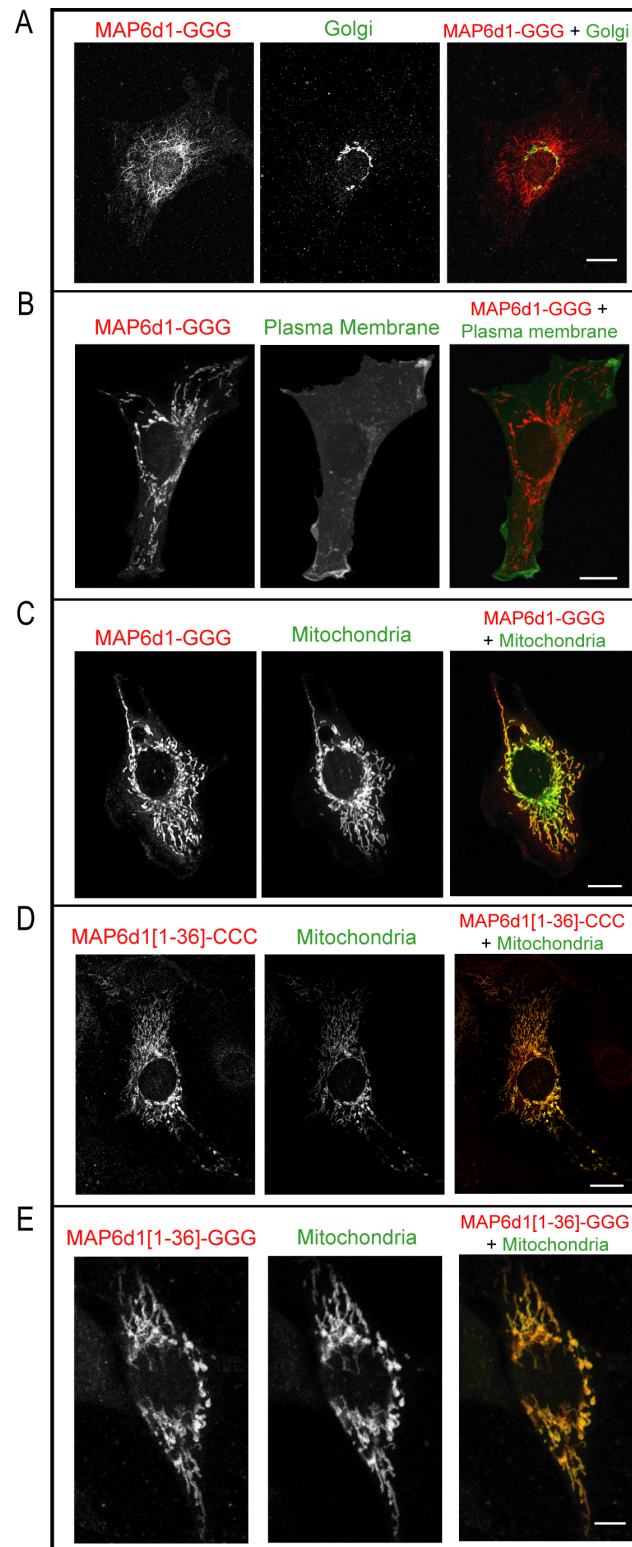 A
MAP6d1-GGG
Golgi
MAP6d1-GGG + Golgi
B
MAP6d1-GGG
Plasma Membrane
MAP6d1-GGG +
Plasma membrane
C
MAP6d1-GGG
Mitochondria
MAP6d1-GGG
+ Mitochondria
D
MAP6d1[1-36]-CCC
Mitochondria
MAP6d1[1-36]-CCC
+ Mitochondria
E
MAP6d1[1-36]-GGG
Mitochondria
MAP6d1[1-36]-GGG
+ Mitochondria